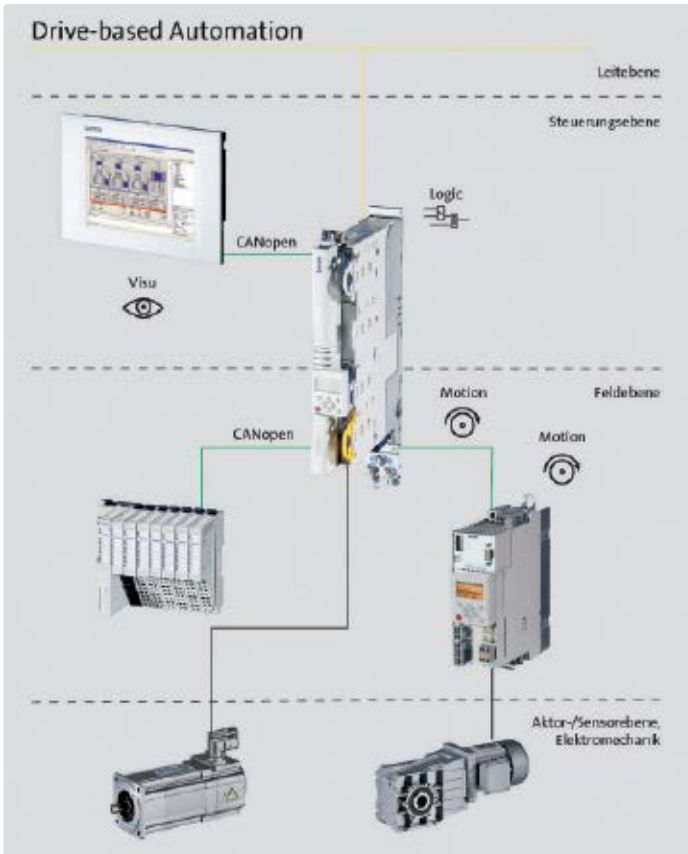 Drive-based Automation
Leitebene
Steuerungsebene
Logic
CANopen
Visu
Motion
Feldebene
CANopen
Motion
Aktor-/Sensorebene,
Elektromechanik